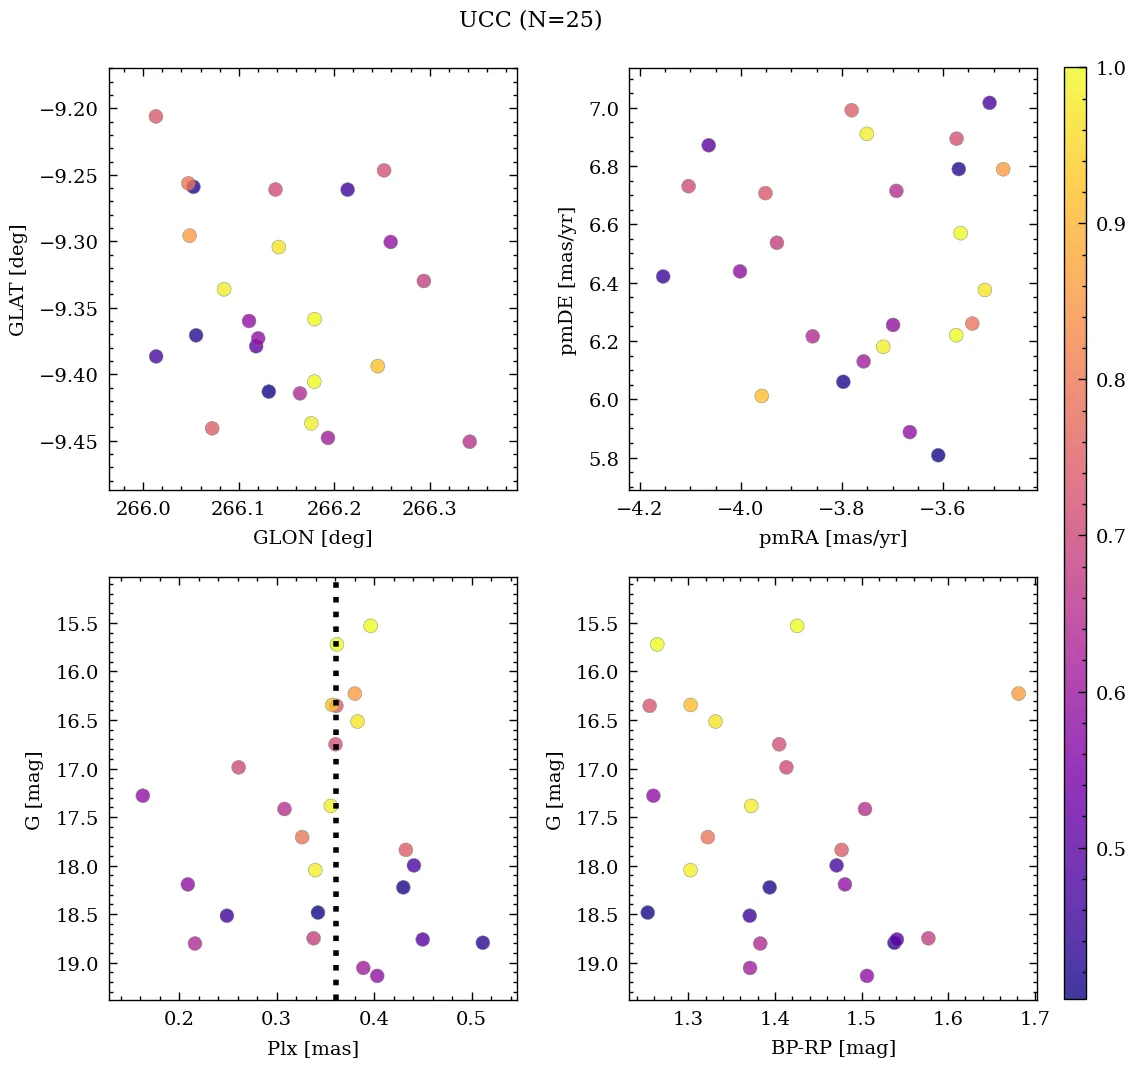 UCC (N=25)
−9.20
−9.25
−9.30
−9.35
−9.40
−9.45
GLAT [deg]
266.0 266.1 266.2 266.3
GLON [deg]
7.0
6.8
6.6
6.4
6.2
6.0
5.8
pmDE [mas/yr]
−4.2 −4.0 −3.8 −3.6
pmRA [mas/yr]
15.5
16.0
16.5
17.0
17.5
18.0
18.5
19.0
G [mag]
0.2 0.3 0.4 0.5
Plx [mas]
15.5
16.0
16.5
17.0
17.5
18.0
18.5
19.0
G [mag]
1.3 1.4 1.5 1.6 1.7
BP-RP [mag]
1.0
0.9
0.8
0.7
0.6
0.5